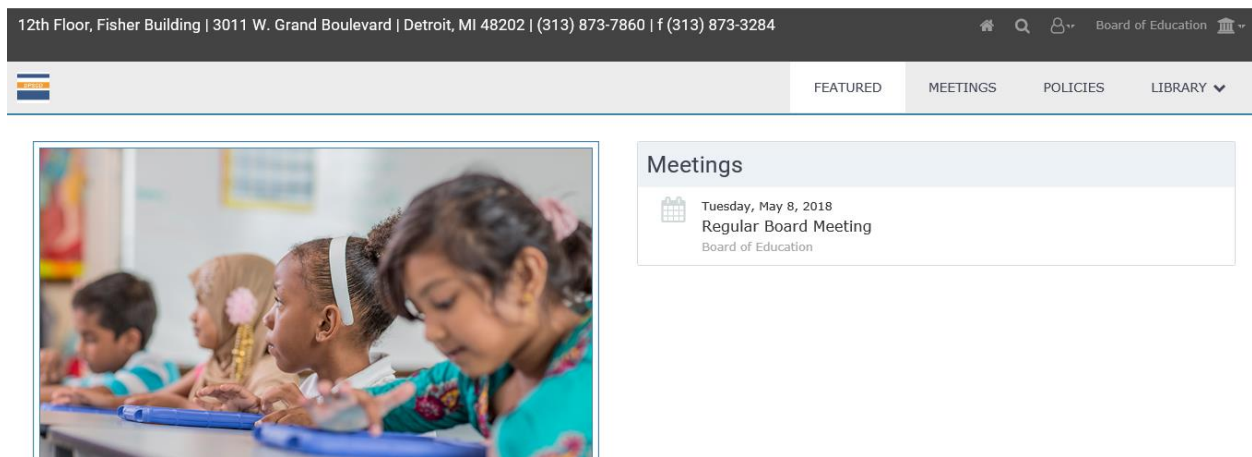 12th Floor, Fisher Building | 3011 W. Grand Boulevard | Detroit, MI 48202 | (313) 873-7860 | f (313) 873-3284
Board of Education
DPSCD
FEATURED
MEETINGS
POLICIES
LIBRARY
Meetings
Tuesday, May 8, 2018
Regular Board Meeting
Board of Education